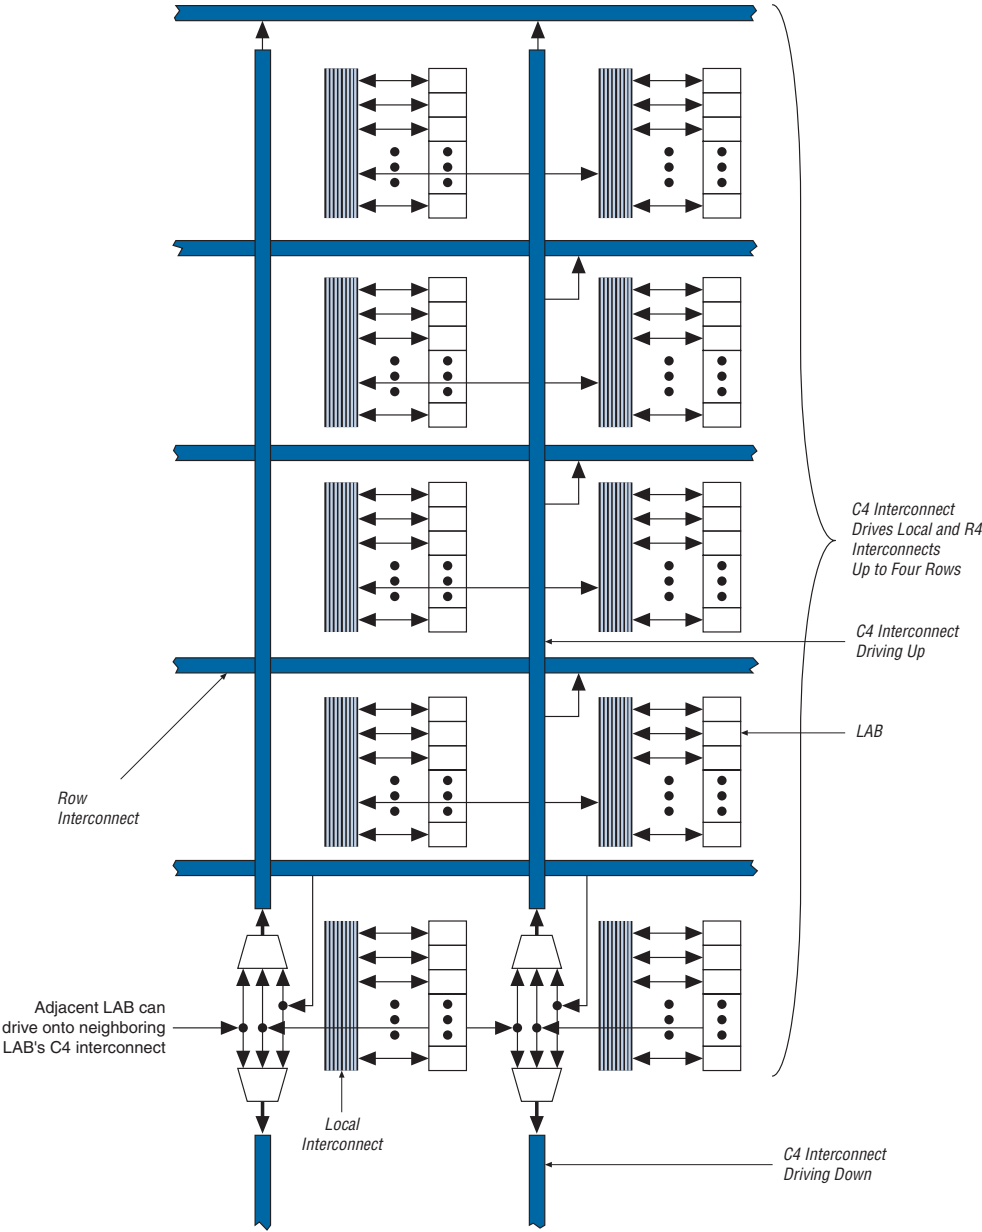 C4 Interconnect
Drives Local and R4
Interconnects
Up to Four Rows
C4 Interconnect
Driving Up
LAB
Row
Interconnect
Adjacent LAB can
drive onto neighboring
LAB's C4 interconnect
Local
Interconnect
C4 Interconnect
Driving Down